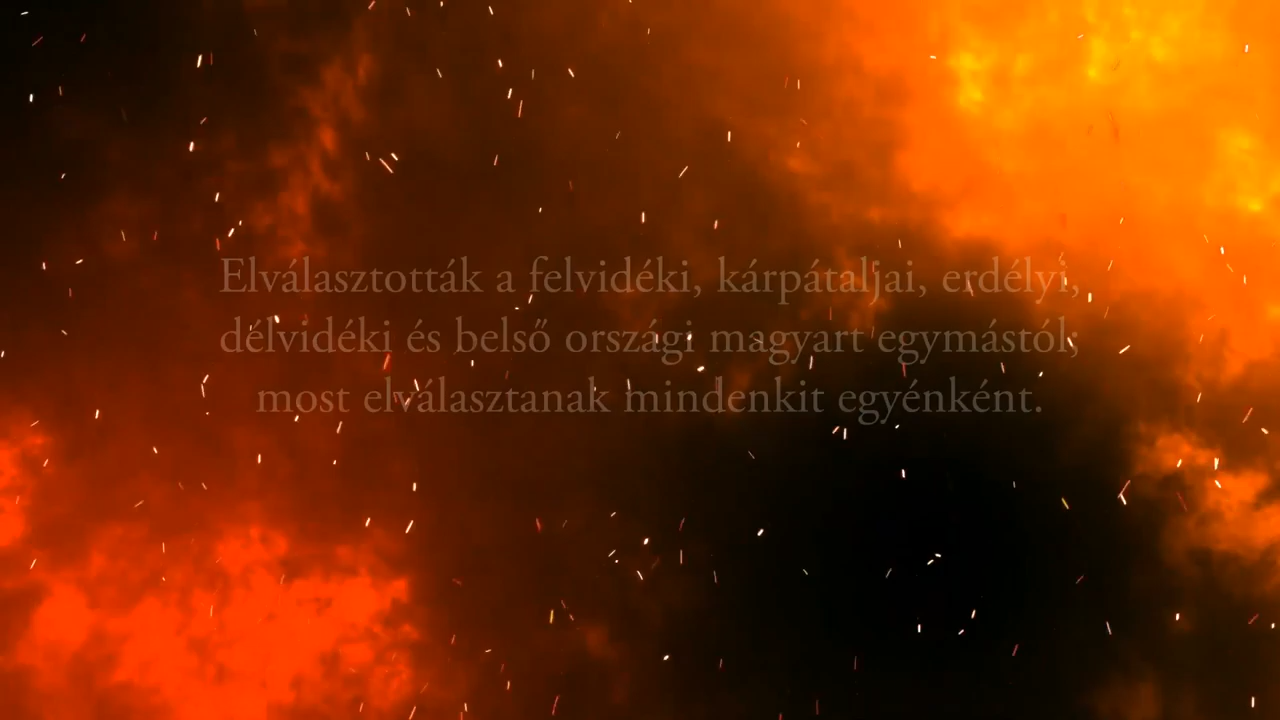 Elválasztották a felvidéki, kárpátaljai, erdélyi,
délvidéki és belső országi magyart egymástól,
most elválasztanak mindenkit egyénként.